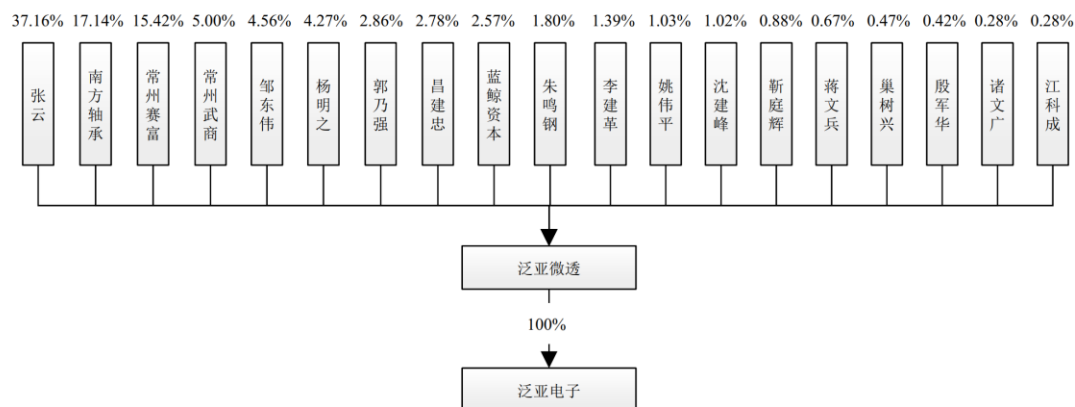 37.16% 17.14% 15.42% 5.00% 4.56% 4.27% 2.86% 2.78% 2.57% 1.80% 1.39% 1.03% 1.02% 0.88% 0.67% 0.47% 0.42% 0.28% 0.28%
张云
南方轴承
常州赛富
常州武商
邹东伟
杨明之
郭乃强
昌建忠
蓝鲸资本
朱鸣钢
李建革
姚伟平
沈建峰
靳庭辉
蒋文兵
巢树兴
殷军华
诸文广
江科成
泛亚微透
100%
泛亚电子